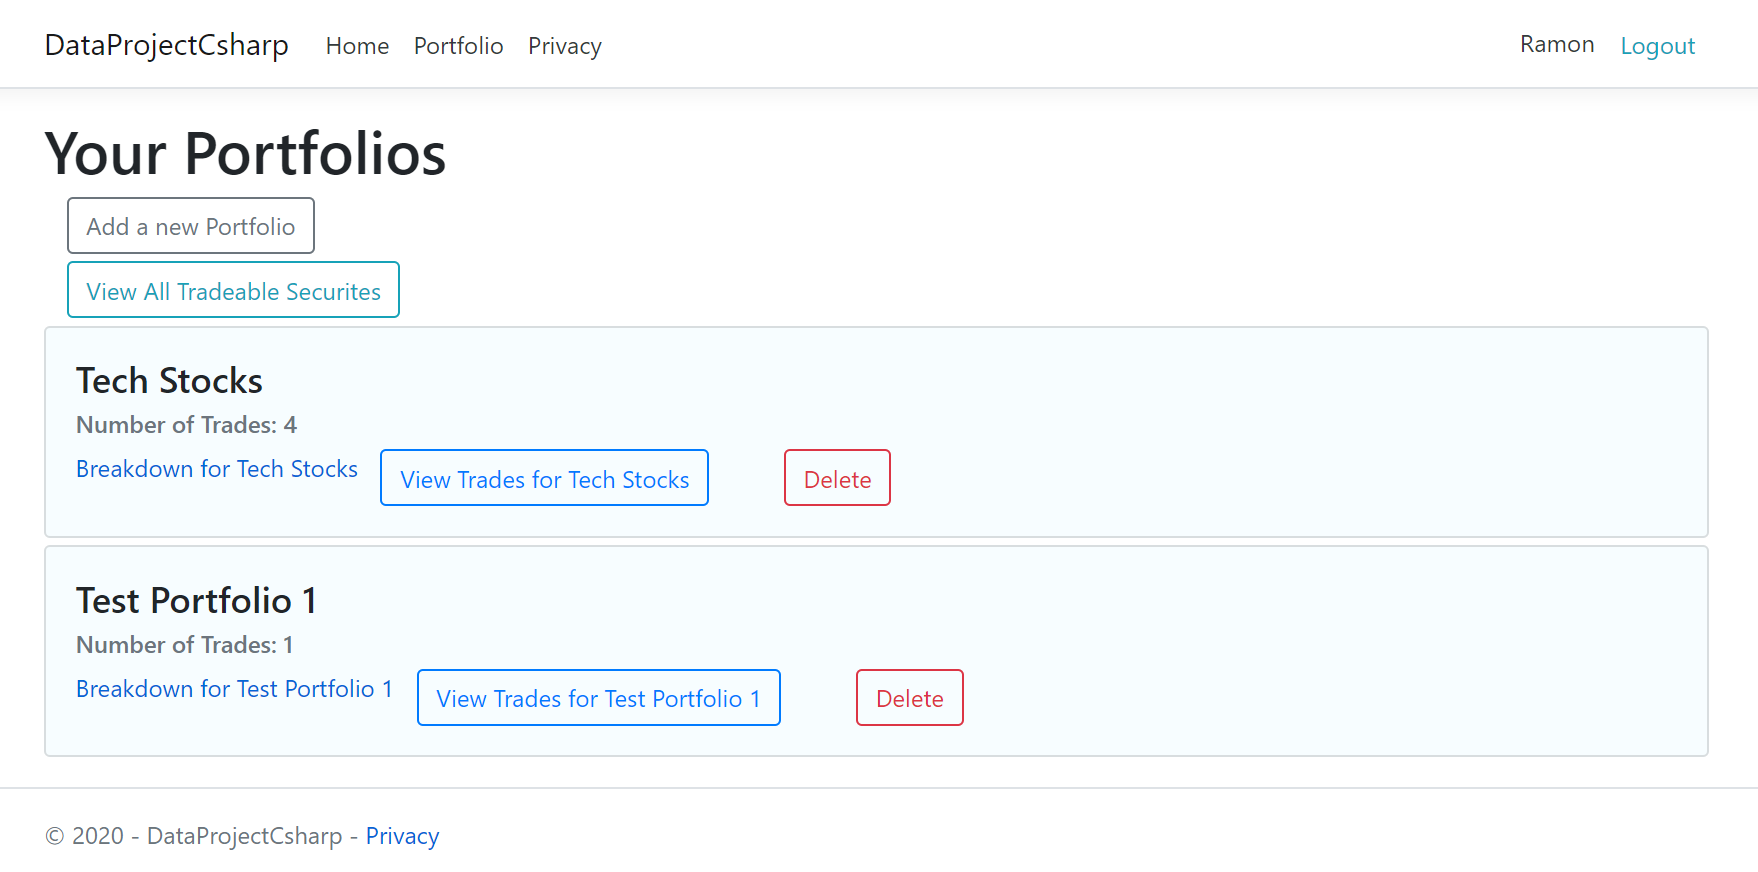 DataProjectCsharp Home Portfolio Privacy Ramon Logout
Your Portfolios
Add a new Portfolio
View All Tradeable Securites
Tech Stocks
Number of Trades: 4
Breakdown for Tech Stocks View Trades for Tech Stocks Delete
Test Portfolio 1
Number of Trades: 1
Breakdown for Test Portfolio 1 View Trades for Test Portfolio 1 Delete
© 2020 - DataProjectCsharp - Privacy